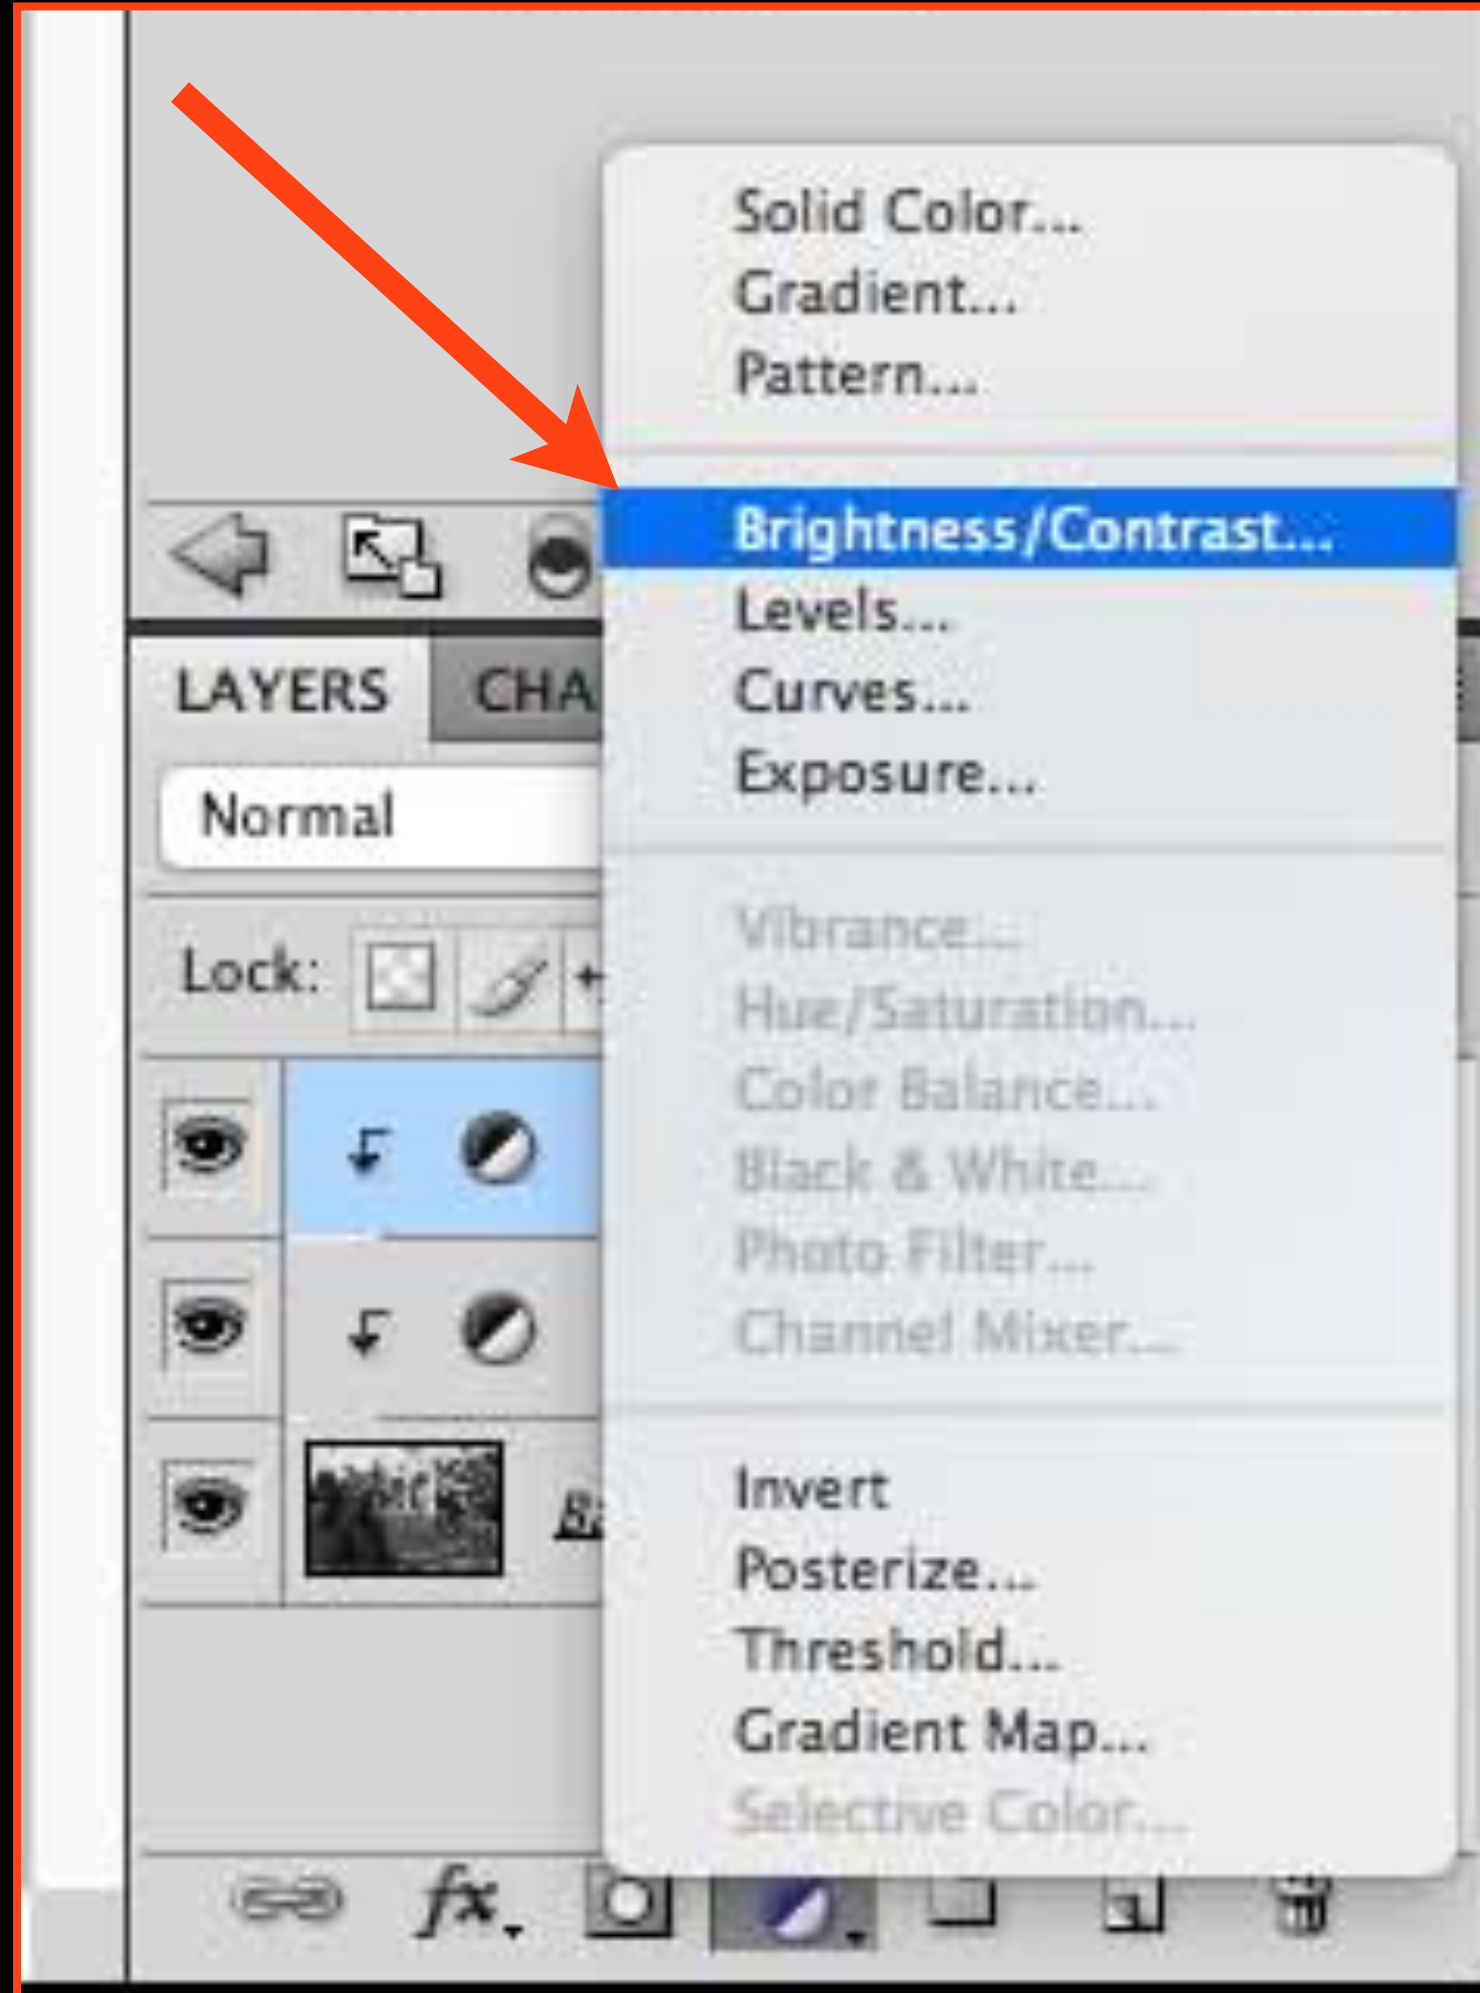 Solid Color...
Gradient...
Pattern...
Brightness/Contrast...
Levels...
Curves...
Exposure...
LAYERS CHA
Normal
Lock:
Vibrance...
Hue/Saturation...
Color Balance...
Black & White...
Photo Filter...
Channel Mixer...
Invert
Posterize...
Threshold...
Gradient Map...
Selective Color...
fx